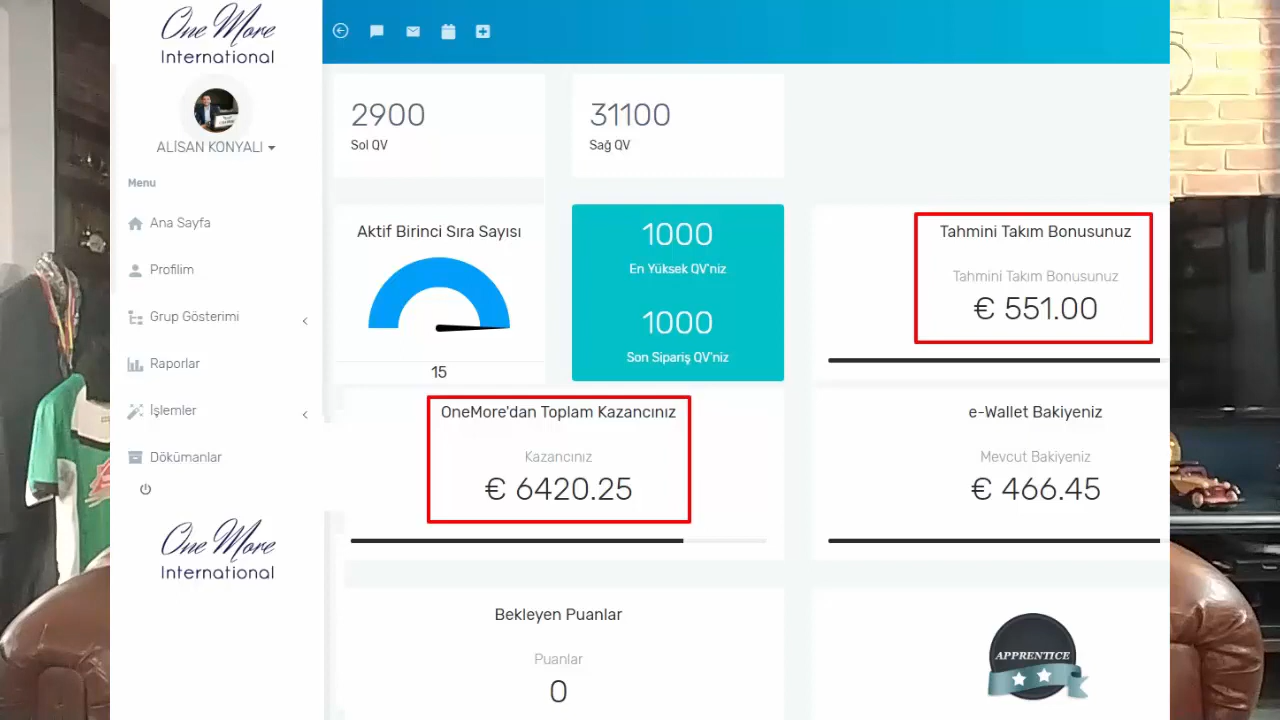 One More
International
ALİSAN KONYALI
Menu
Ana Sayfa
Profilim
Grup Gösterimi
Raporlar
İşlemler
Dökümanlar
One More
International
2900
Sol QV
31100
Sağ QV
Aktif Birinci Sıra Sayısı
15
1000
En Yüksek QV'niz
1000
Son Sipariş QV'niz
Tahmini Takım Bonusunuz
Tahmini Takım Bonusunuz
€ 551.00
OneMore'dan Toplam Kazancınız
Kazancınız
€ 6420.25
e-Wallet Bakiyeniz
Mevcut Bakiyeniz
€ 466.45
Bekleyen Puanlar
Puanlar
0
APPRENTICE